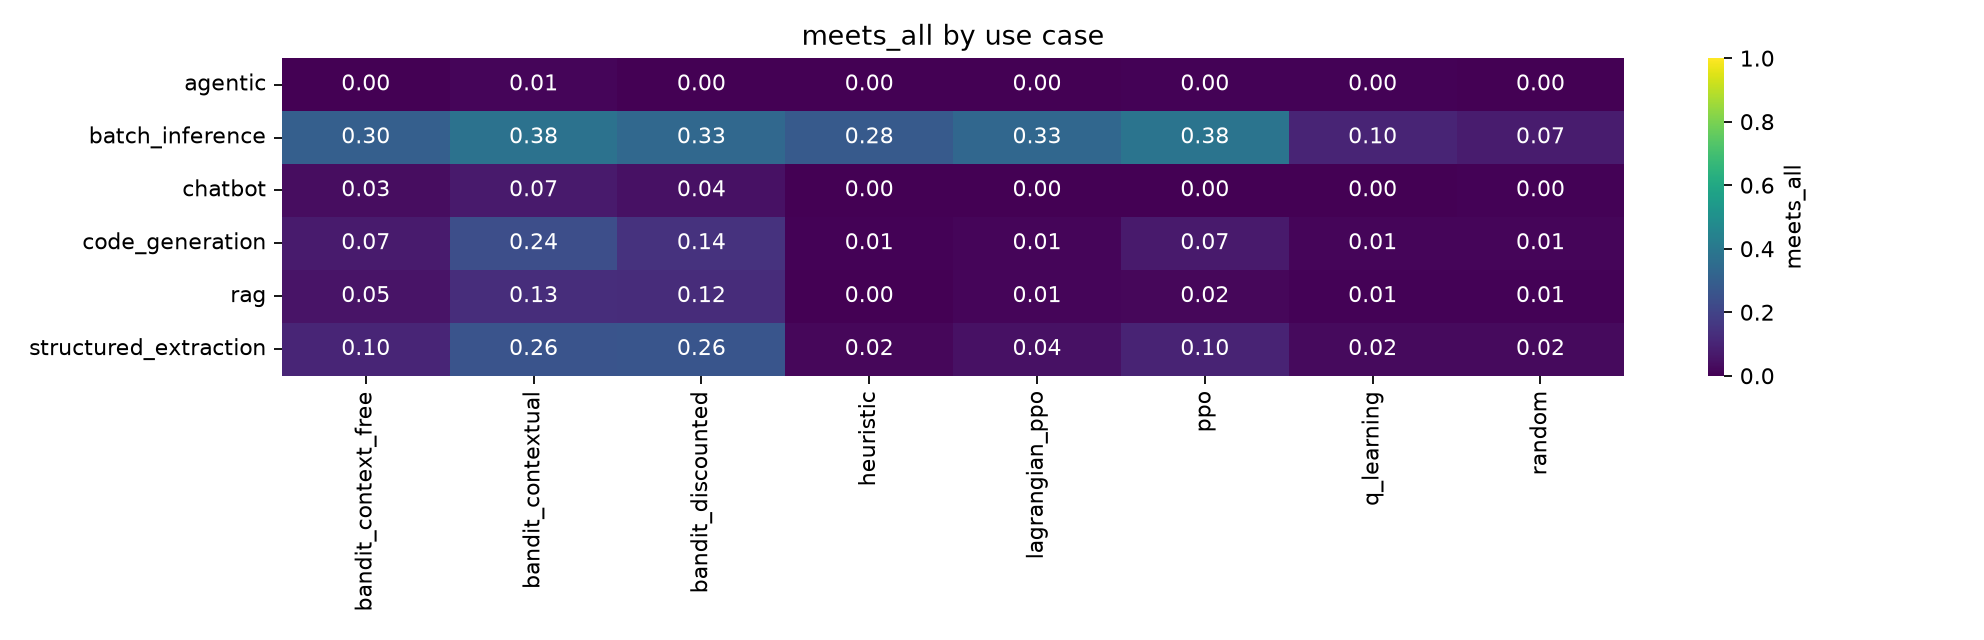 meets_all by use case
agentic 0.00 0.01 0.00 0.00 0.00 0.00 0.00 0.00
batch_inference 0.30 0.38 0.33 0.28 0.33 0.38 0.10 0.07
chatbot 0.03 0.07 0.04 0.00 0.00 0.00 0.00 0.00
code_generation 0.07 0.24 0.14 0.01 0.01 0.07 0.01 0.01
rag 0.05 0.13 0.12 0.00 0.01 0.02 0.01 0.01
structured_extraction 0.10 0.26 0.26 0.02 0.04 0.10 0.02 0.02
bandit_context_free
bandit_contextual
bandit_discounted
heuristic
lagrangian_ppo
ppo
q_learning
random
1.0
0.8
0.6
0.4
0.2
0.0
meets_all